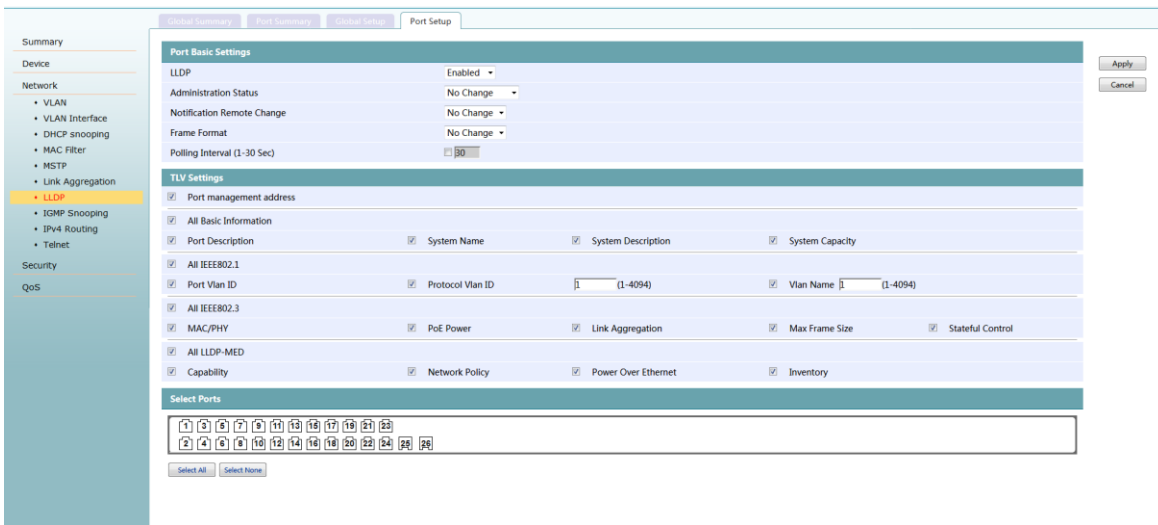 Global Summary Port Summary Global Setup Port Setup
Summary
Device
Network
• VLAN
• VLAN Interface
• DHCP snooping
• MAC Filter
• MSTP
• Link Aggregation
• LLDP
• IGMP Snooping
• IPv4 Routing
• Telnet
Security
QoS
Port Basic Settings
LLDP Enabled
Administration Status No Change
Notification Remote Change No Change
Frame Format No Change
Polling Interval (1-30 Sec) 30
TLV Settings
Port management address
All Basic Information
Port Description System Name System Description System Capacity
All IEEE802.1
Port Vlan ID Protocol Vlan ID 1 (1-4094) Vlan Name 1 (1-4094)
All IEEE802.3
MAC/PHY PoE Power Link Aggregation Max Frame Size Stateful Control
All LLDP-MED
Capability Network Policy Power Over Ethernet Inventory
Select Ports
1 3 5 7 9 11 13 15 17 19 21 23
2 4 6 8 10 12 14 16 18 20 22 24 25 26
Select All Select None
Apply
Cancel